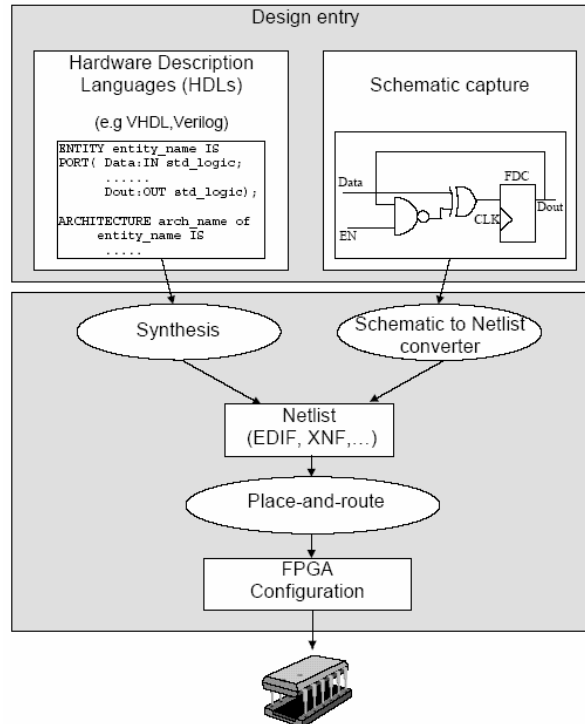 Design entry
Hardware Description
Languages (HDLs)
(e.g VHDL,Verilog)
ENTITY entity_name IS
PORT( Data:IN std_logic;
......
Dout:OUT std_logic);
ARCHITECTURE arch_name of
entity_name IS
.....
Schematic capture
FDC
Data
Dout
CLK
EN
Synthesis
Schematic to Netlist
converter
Netlist
(EDIF, XNF,...)
Place-and-route
FPGA
Configuration